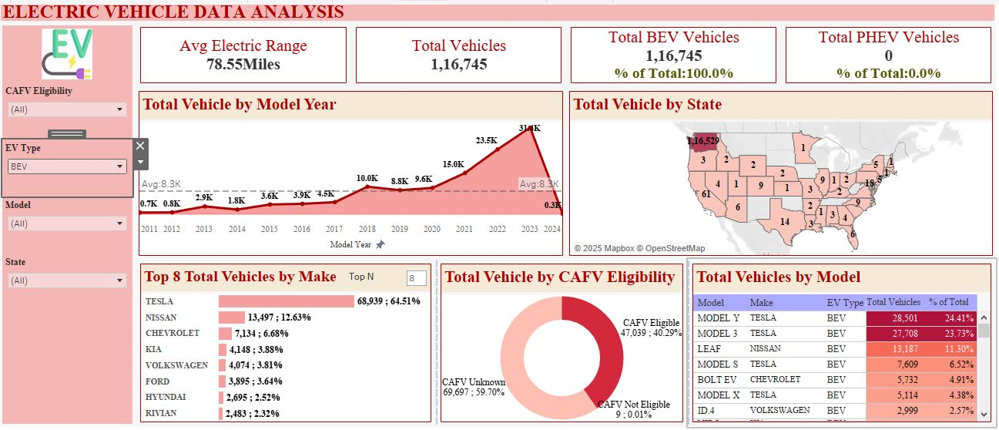 ELECTRIC VEHICLE DATA ANALYSIS
EV
CAFV Eligibility
(All)
EV Type
BEV
Model
(All)
State
(All)
Avg Electric Range
78.55Miles
Total Vehicles
1,16,745
Total BEV Vehicles
1,16,745
% of Total:100.0%
Total PHEV Vehicles
0
% of Total:0.0%
Total Vehicle by Model Year
31.4K
23.5K
15.0K
10.0K
8.8K
9.6K
Avg:8.3K
Avg:8.3K
0.7K 0.8K 2.9K 1.8K 3.6K 3.9K 4.5K
0.3K
2011 2012 2013 2014 2015 2016 2017 2018 2019 2020 2021 2022 2023 2024
Model Year
Total Vehicle by State
1,16,529
1
3 2 2 5 1
2 1
4 1 9 1 3 9 1 2 18 5
61 2
6 2 9
14 3 1 3 4
6
© 2025 Mapbox © OpenStreetMap
Top 8 Total Vehicles by Make Top N 8
TESLA 68,939 ; 64.51%
NISSAN 13,497 ; 12.63%
CHEVROLET 7,134 ; 6.68%
KIA 4,148 ; 3.88%
VOLKSWAGEN 4,074 ; 3.81%
FORD 3,895 ; 3.64%
HYUNDAI 2,695 ; 2.52%
RIVIAN 2,483 ; 2.32%
Total Vehicle by CAFV Eligibility
CAFV Eligible
47,039 ; 40.29%
CAFV Unknown
69,697 ; 59.70%
CAFV Not Eligible
9 ; 0.01%
Total Vehicles by Model
Model Make EV Type Total Vehicles % of Total
MODEL Y TESLA BEV 28,501 24.41%
MODEL 3 TESLA BEV 27,708 23.73%
LEAF NISSAN BEV 13,187 11.30%
MODEL S TESLA BEV 7,609 6.52%
BOLT EV CHEVROLET BEV 5,732 4.91%
MODEL X TESLA BEV 5,114 4.38%
ID.4 VOLKSWAGEN BEV 2,999 2.57%